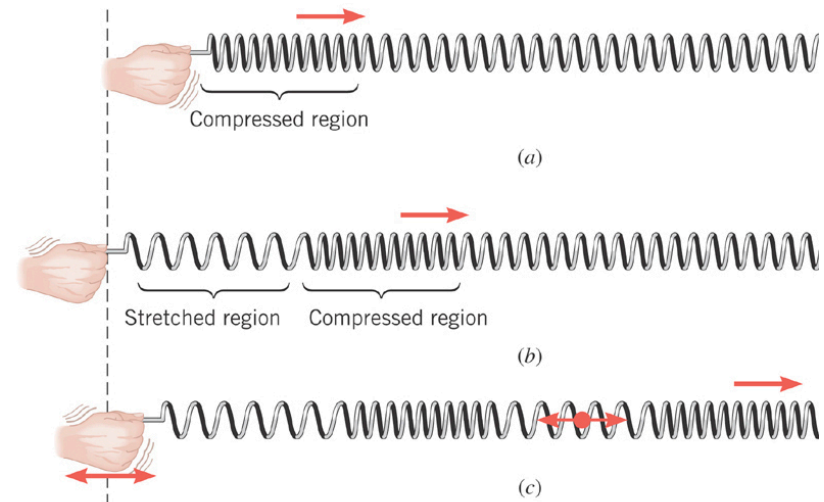 Compressed region
(a)
Stretched region
Compressed region
(b)
(c)